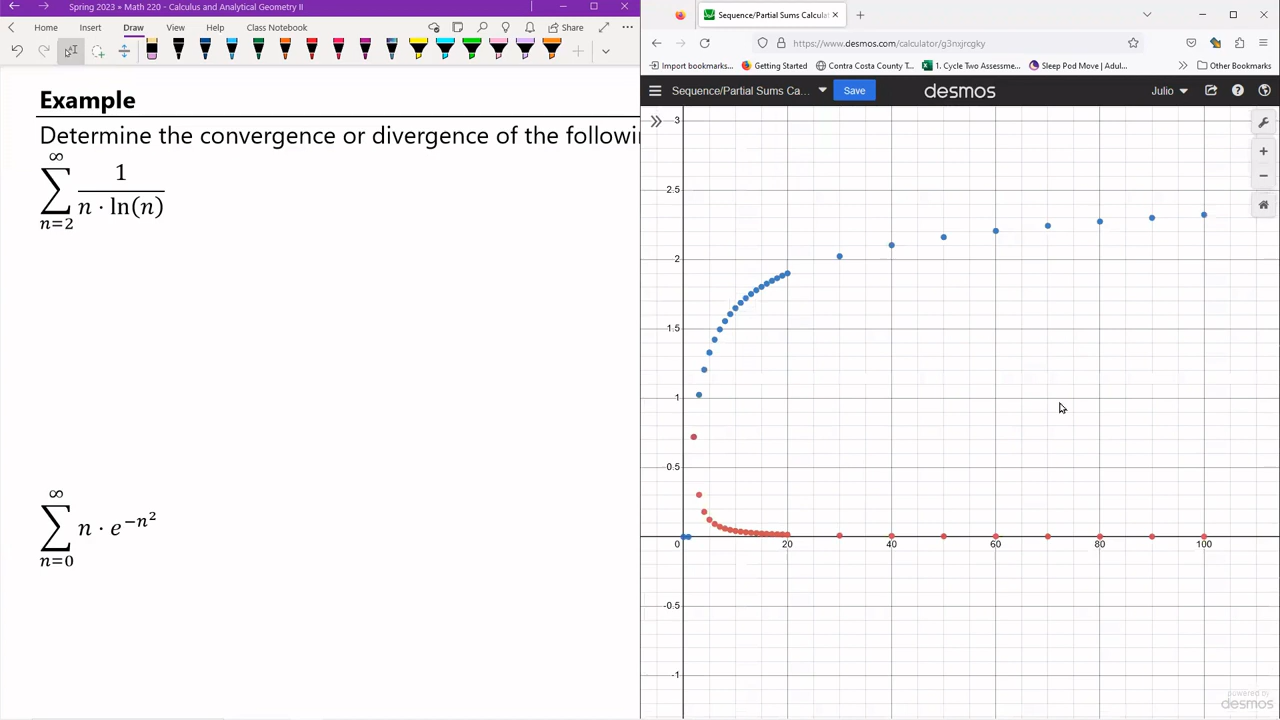 Spring 2023 » Math 220 - Calculus and Analytical Geometry II
Home Insert Draw View Help Class Notebook Share
Example
Determine the convergence or divergence of the followin
∞
∑ 1 / (n · ln(n))
n=2
∞
∑ n · e^(−n²)
n=0
Sequence/Partial Sums Calcula
https://www.desmos.com/calculator/g3nxjrcgky
Import bookmarks... Getting Started Contra Costa County T... 1. Cycle Two Assessme... Sleep Pod Move | Adul... Other Bookmarks
Sequence/Partial Sums Ca... Save desmos Julio
3
2.5
2
1.5
1
0.5
0 20 40 60 80 100
-0.5
-1
powered by
desmos